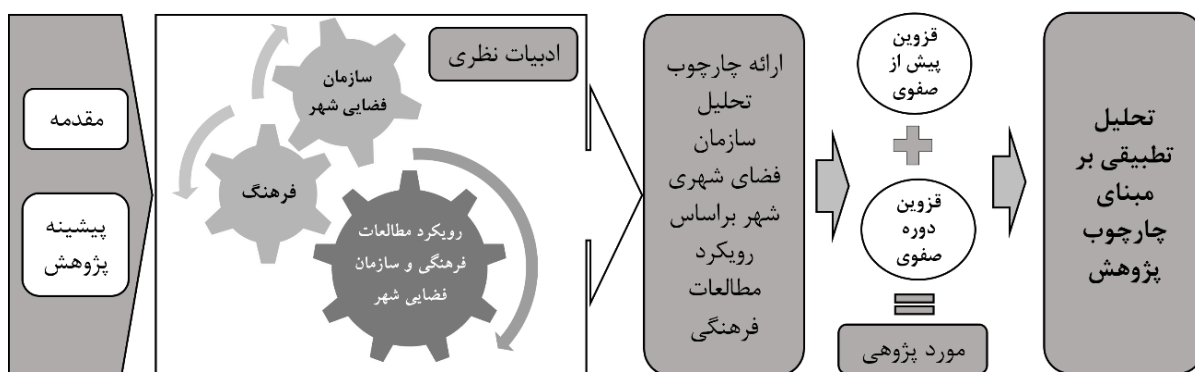 مقدمه
پیشینه
پژوهش
ادبیات نظری
سازمان
فضایی شهر
فرهنگ
رویکرد مطالعات
فرهنگی و سازمان
فضایی شهر
ارائه چارچوب
تحلیل
سازمان
فضای شهری
شهر براساس
رویکرد
مطالعات
فرهنگی
قزوین
پیش از
صفوی
قزوین
دوره
صفوی
مورد پژوهی
تحلیل
تطبیقی بر
مبنای
چارچوب
پژوهش